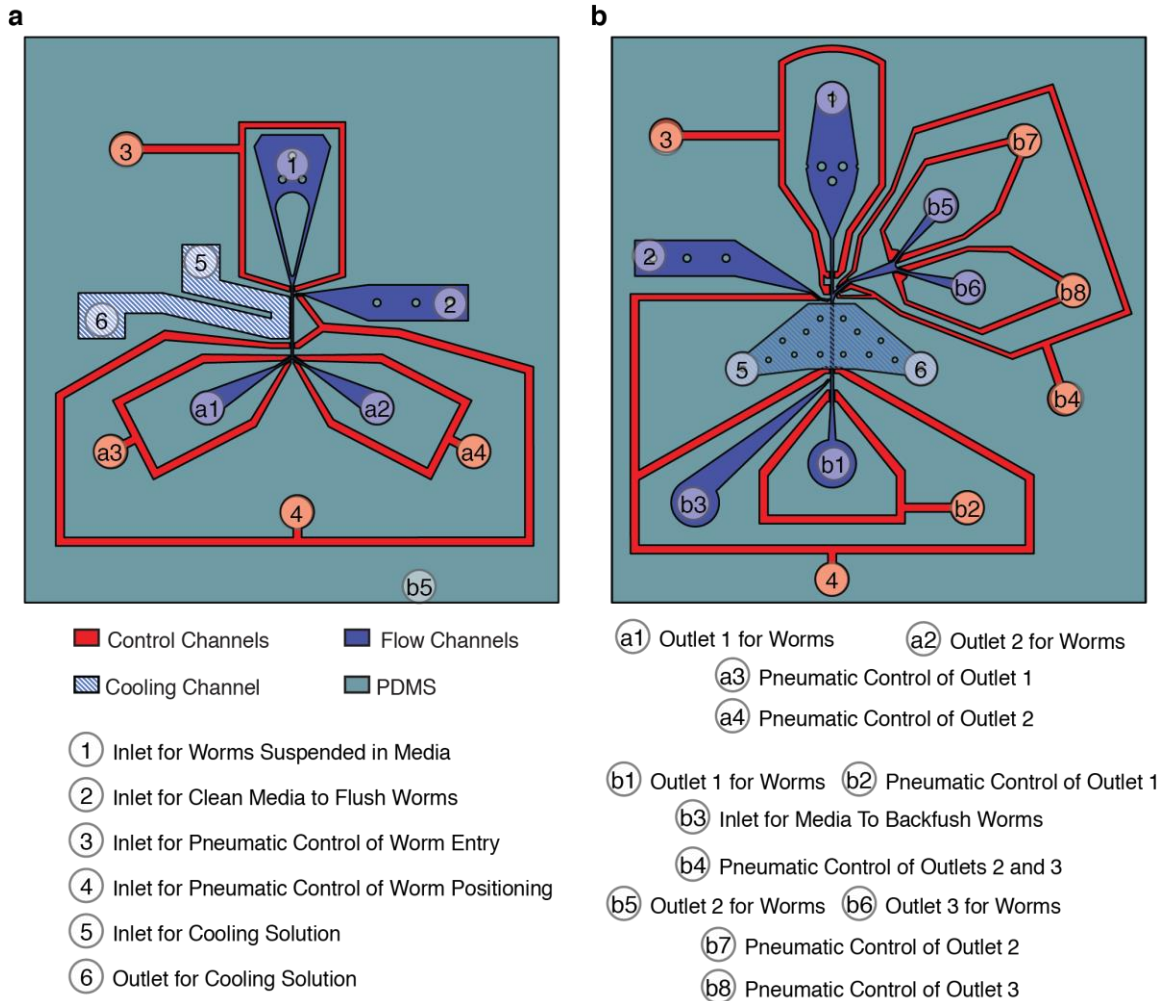 a
3
1
5
2
6
a1
a2
a3
a4
4
b5
b
1
3
b7
b5
2
b6
b8
5
6
b4
b1
b3
b2
4
Control Channels
Flow Channels
Cooling Channel
PDMS
1 Inlet for Worms Suspended in Media
2 Inlet for Clean Media to Flush Worms
3 Inlet for Pneumatic Control of Worm Entry
4 Inlet for Pneumatic Control of Worm Positioning
5 Inlet for Cooling Solution
6 Outlet for Cooling Solution
a1 Outlet 1 for Worms
a2 Outlet 2 for Worms
a3 Pneumatic Control of Outlet 1
a4 Pneumatic Control of Outlet 2
b1 Outlet 1 for Worms
b2 Pneumatic Control of Outlet 1
b3 Inlet for Media To Backfush Worms
b4 Pneumatic Control of Outlets 2 and 3
b5 Outlet 2 for Worms
b6 Outlet 3 for Worms
b7 Pneumatic Control of Outlet 2
b8 Pneumatic Control of Outlet 3